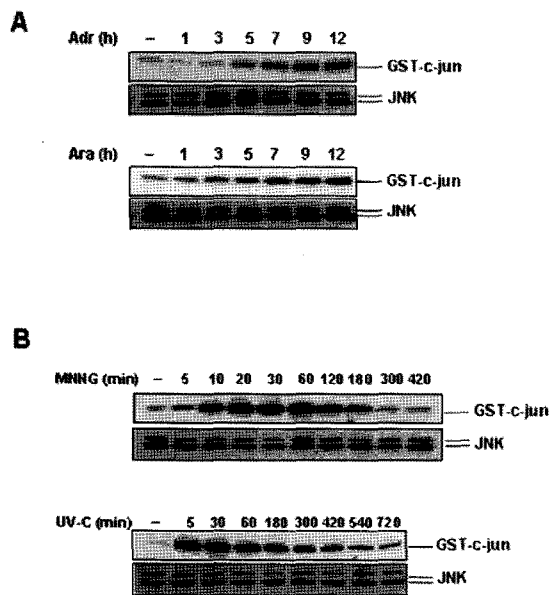 A
Adr (h) – 1 3 5 7 9 12
GST-c-jun
JNK
Ara (h) – 1 3 5 7 9 12
GST-c-jun
JNK
B
MNNG (min) – 5 10 20 30 60 120 180 300 420
GST-c-jun
JNK
UV-C (min) – 5 30 60 180 300 420 540 720
GST-c-jun
JNK